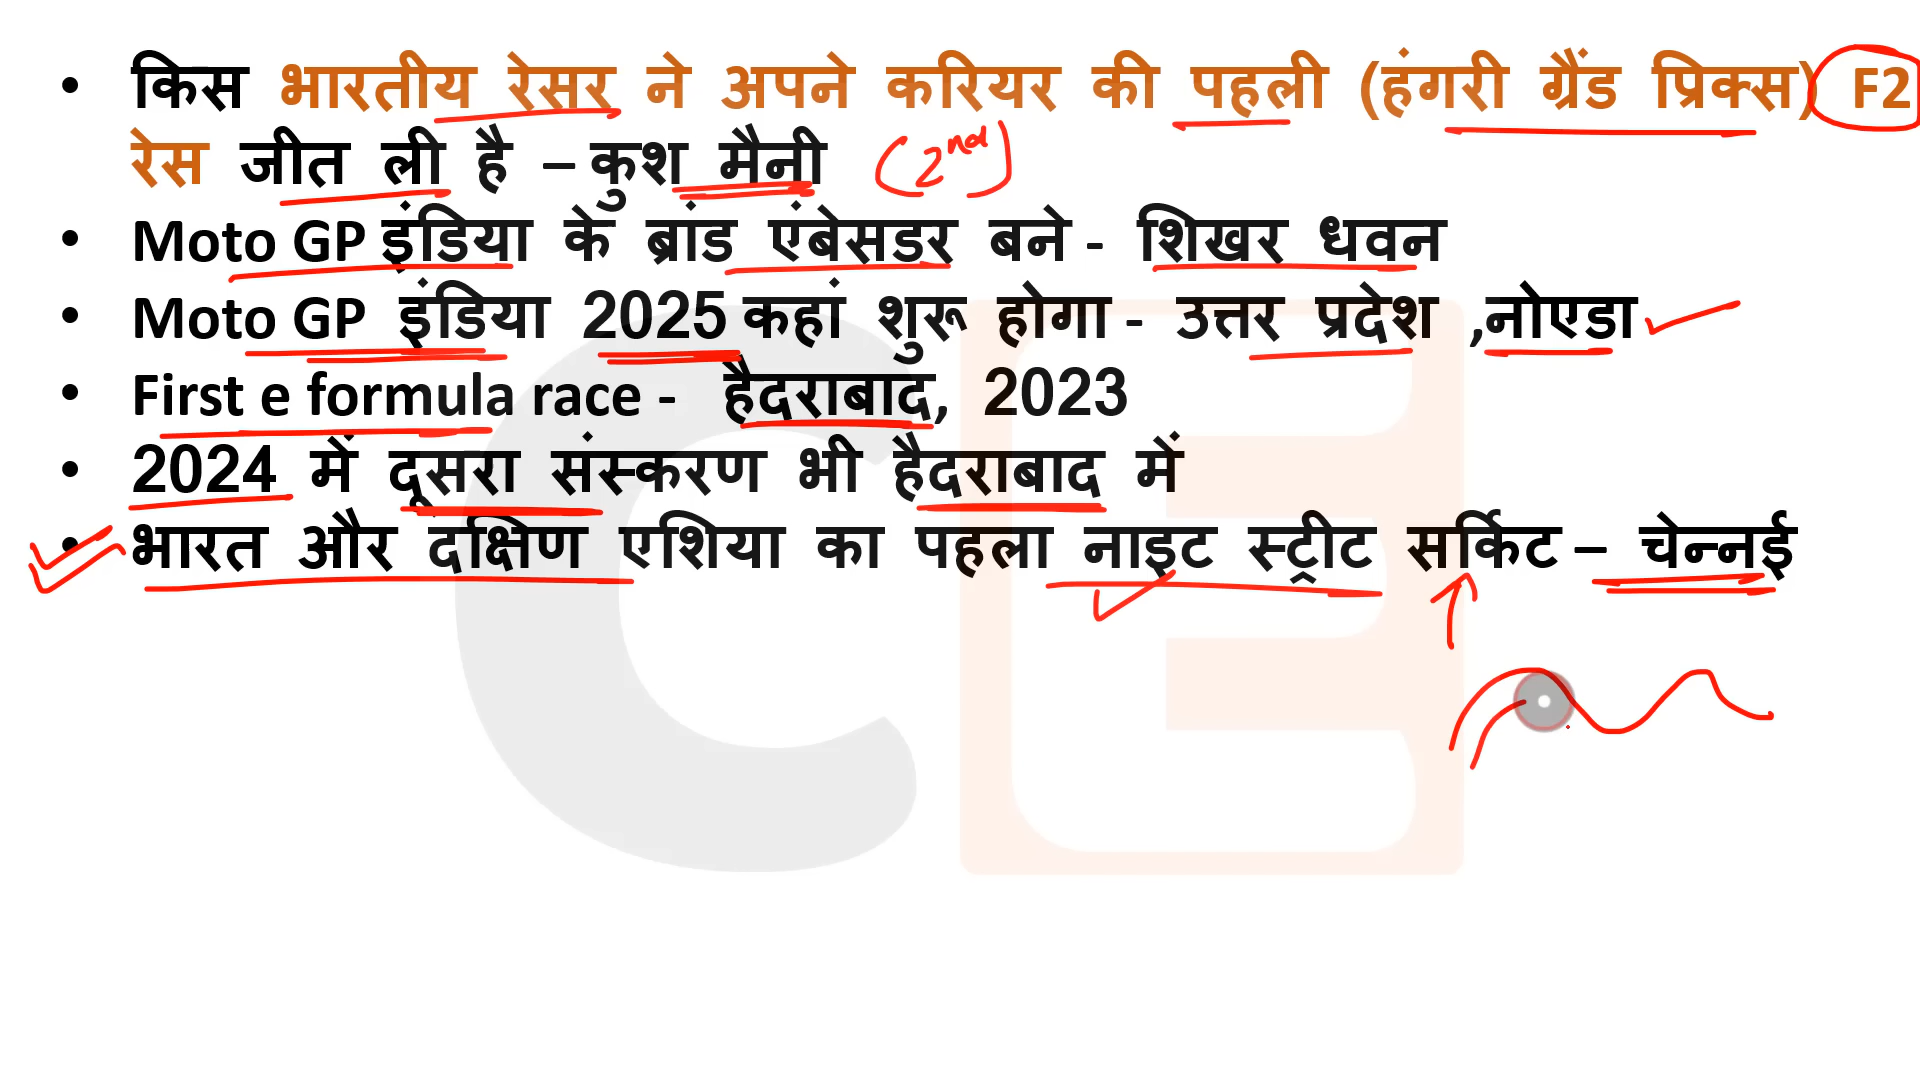 • किस भारतीय रेसर ने अपने करियर की पहली (हंगरी ग्रैंड प्रिक्स) F2
रेस जीत ली है – कुश मैनी (2nd)
• Moto GP इंडिया के ब्रांड एंबेसडर बने - शिखर धवन
• Moto GP इंडिया 2025 कहां शुरू होगा - उत्तर प्रदेश ,नोएडा
• First e formula race - हैदराबाद, 2023
• 2024 में दूसरा संस्करण भी हैदराबाद में
• भारत और दक्षिण एशिया का पहला नाइट स्ट्रीट सर्किट – चेन्नई
CE